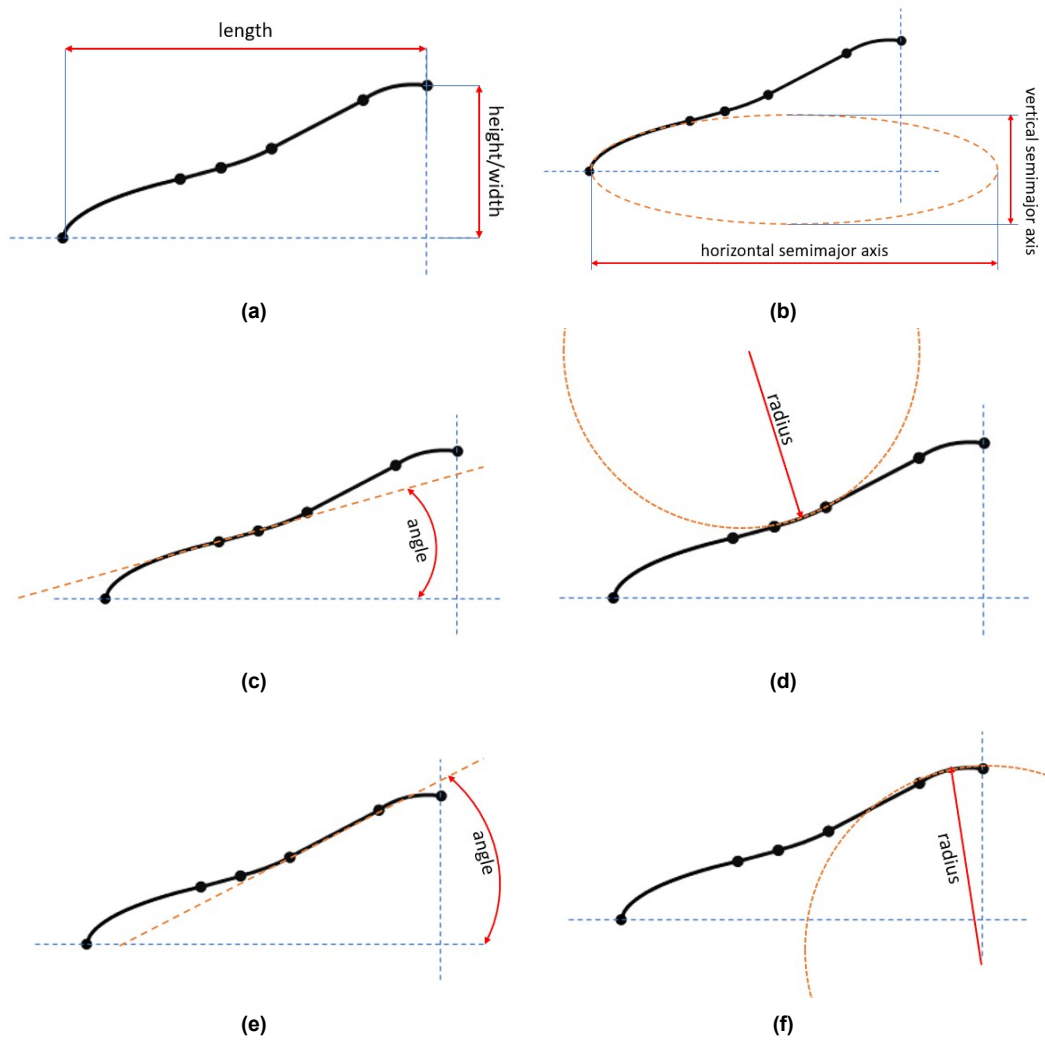 length
height/width
(a)
vertical semimajor
axis
horizontal semimajor axis
(b)
angle
(c)
radius
(d)
angle
(e)
radius
(f)